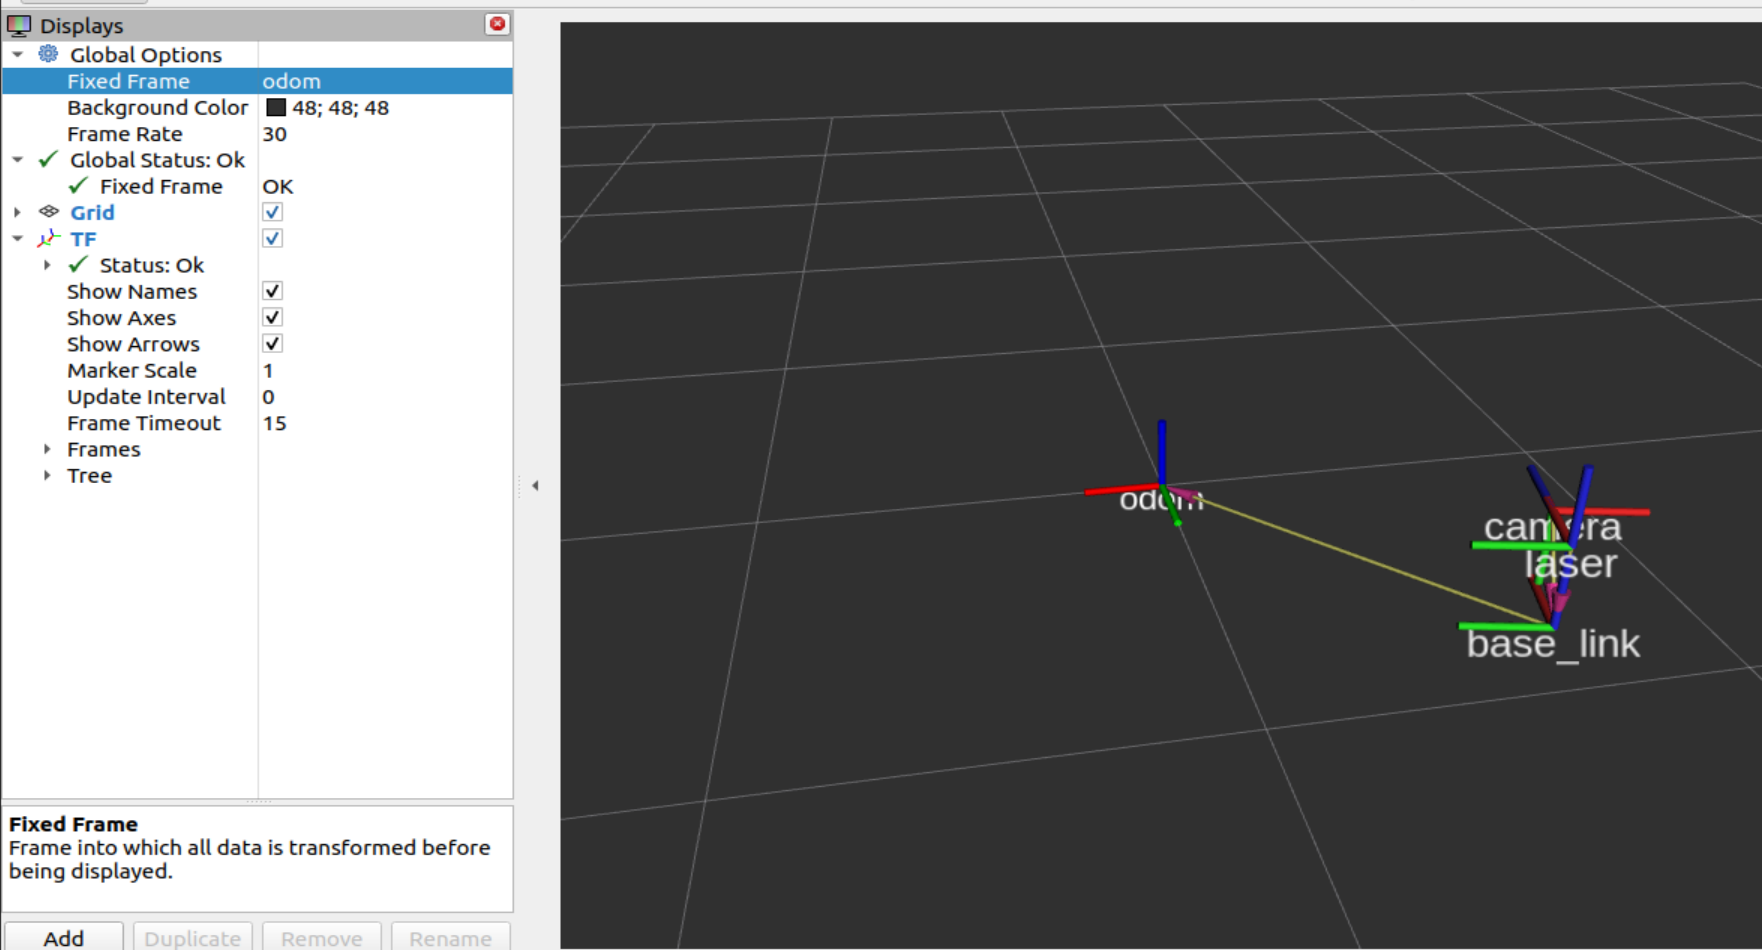 Displays
Global Options
Fixed Frame odom
Background Color 48; 48; 48
Frame Rate 30
Global Status: Ok
Fixed Frame OK
Grid
TF
Status: Ok
Show Names
Show Axes
Show Arrows
Marker Scale 1
Update Interval 0
Frame Timeout 15
Frames
Tree
Fixed Frame
Frame into which all data is transformed before
being displayed.
Add Duplicate Remove Rename
odom
camera
laser
base_link